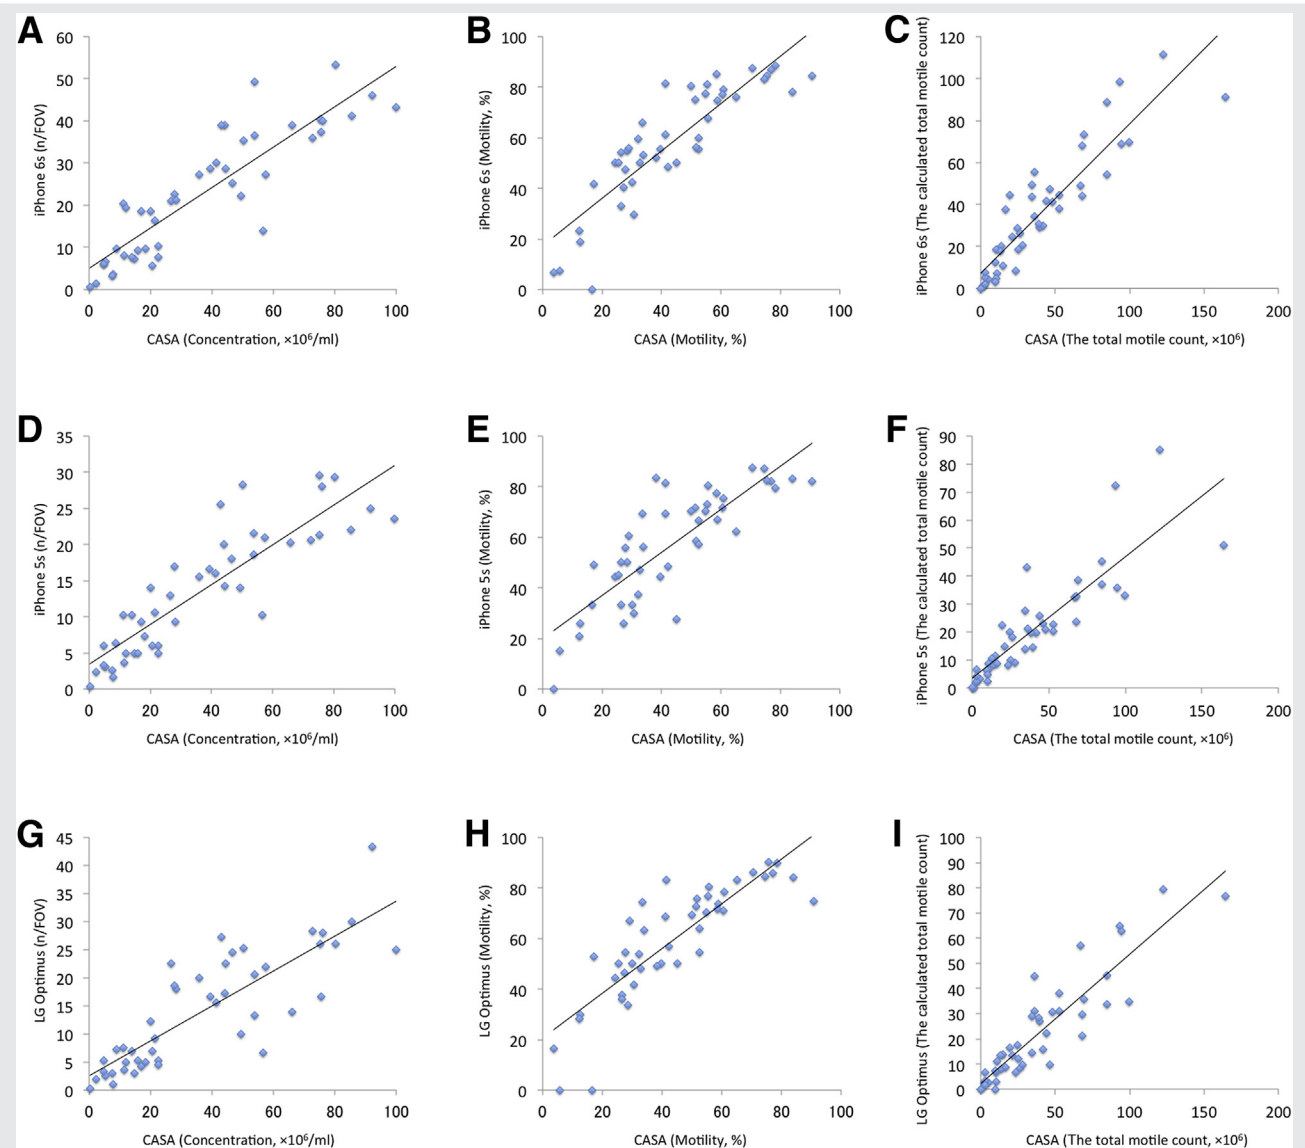 A
iPhone 6s (n/FOV)
60
50
40
30
20
10
0
0 20 40 60 80 100
CASA (Concentration, ×10⁶/ml)
B
iPhone 6s (Motility, %)
100
80
60
40
20
0
0 20 40 60 80 100
CASA (Motility, %)
C
iPhone 6s (The calculated total motile count)
120
100
80
60
40
20
0
0 50 100 150 200
CASA (The total motile count, ×10⁶)
D
iPhone 5s (n/FOV)
35
30
25
20
15
10
5
0
0 20 40 60 80 100
CASA (Concentration, ×10⁶/ml)
E
iPhone 5s (Motility, %)
100
80
60
40
20
0
0 20 40 60 80 100
CASA (Motility, %)
F
iPhone 5s (The calculated total motile count)
90
80
70
60
50
40
30
20
10
0
0 50 100 150 200
CASA (The total motile count, ×10⁶)
G
LG Optimus (n/FOV)
45
40
35
30
25
20
15
10
5
0
0 20 40 60 80 100
CASA (Concentration, ×10⁶/ml)
H
LG Optimus (Motility, %)
100
80
60
40
20
0
0 20 40 60 80 100
CASA (Motility, %)
I
LG Optimus (The calculated total motile count)
100
90
80
70
60
50
40
30
20
10
0
0 50 100 150 200
CASA (The total motile count, ×10⁶)